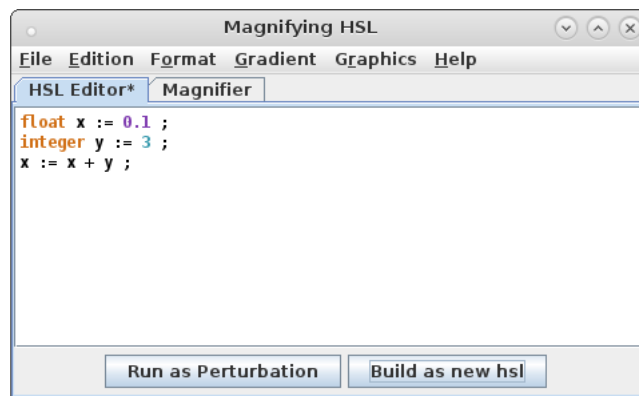 Magnifying HSL
File Edition Format Gradient Graphics Help
HSL Editor* Magnifier
float x := 0.1 ;
integer y := 3 ;
x := x + y ;
Run as Perturbation Build as new hsl